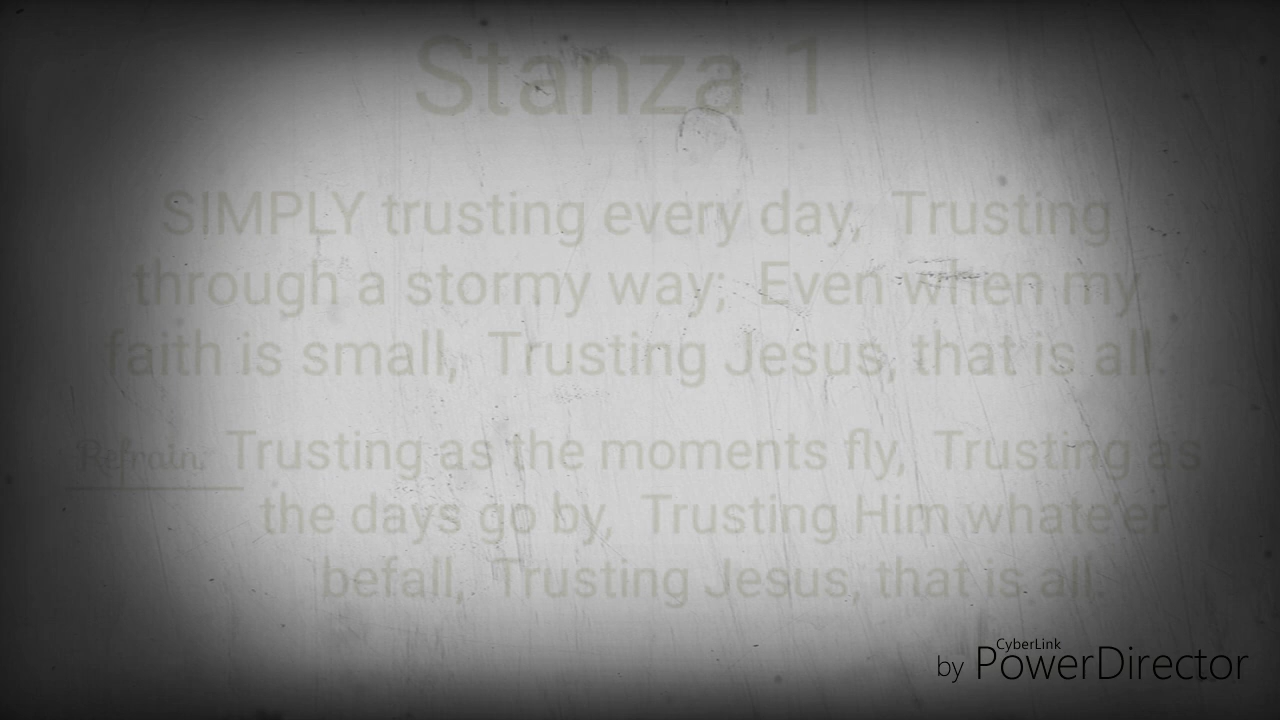 Stanza 1
SIMPLY trusting every day, Trusting
through a stormy way; Even when my
faith is small, Trusting Jesus, that is all.
Refrain: Trusting as the moments fly, Trusting as
the days go by, Trusting Him whate'er
befall, Trusting Jesus, that is all.
CyberLink
by PowerDirector